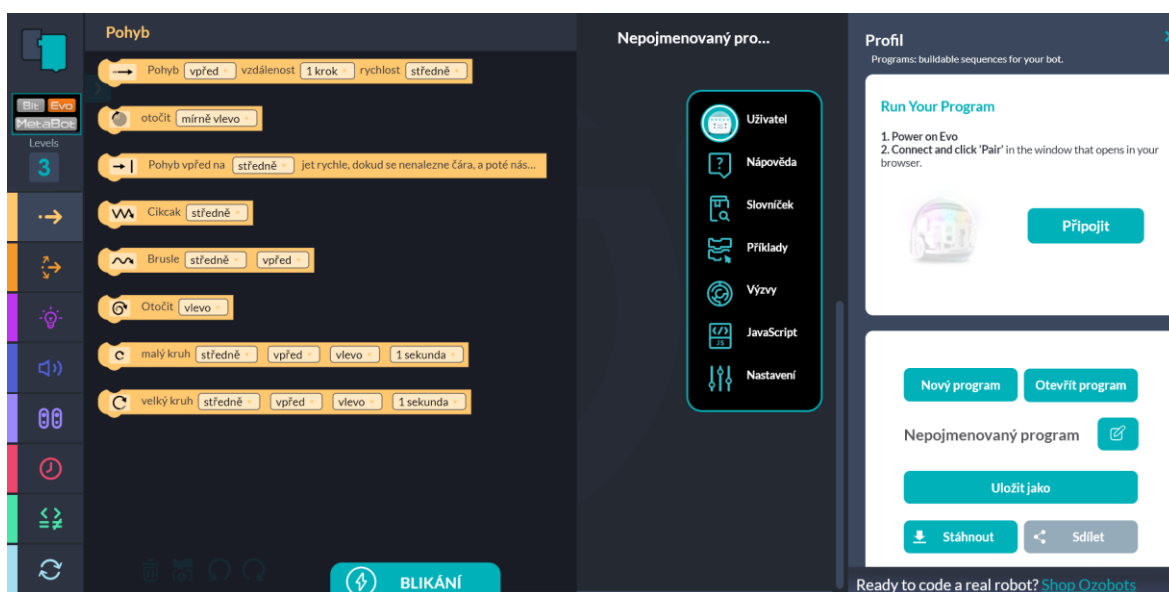 Bit Evo
MetaBot
Levels
3
Pohyb
Pohyb vpřed vzdálenost 1 krok rychlost středně
otočit mírně vlevo
Pohyb vpřed na středně jet rychle, dokud se nenalezne čára, a poté nás...
Cikcak středně
Brusle středně vpřed
Otočit vlevo
malý kruh středně vpřed vlevo 1 sekunda
velký kruh středně vpřed vlevo 1 sekunda
BLIKÁNÍ
Nepojmenovaný pro...
Uživatel
Nápověda
Slovníček
Příklady
Výzvy
JavaScript
Nastavení
Profil
Programs: buildable sequences for your bot.
Run Your Program
1. Power on Evo
2. Connect and click 'Pair' in the window that opens in your
browser.
Připojit
Nový program Otevřít program
Nepojmenovaný program
Uložit jako
Stáhnout Sdílet
Ready to code a real robot? Shop Ozobots